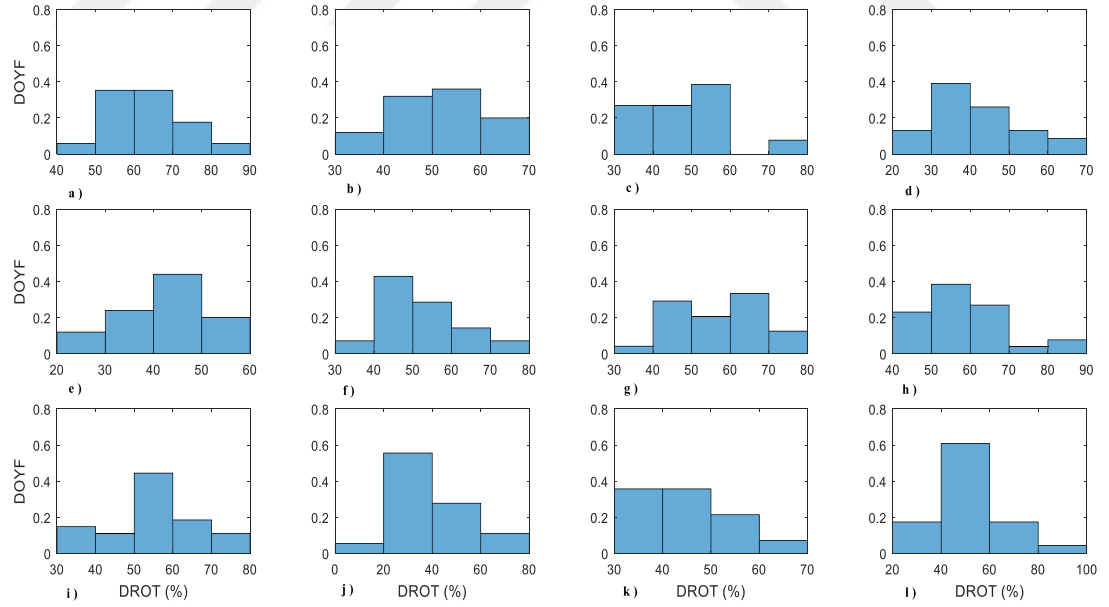 0.8 0.8 0.8 0.8
0.6 0.6 0.6 0.6
DOYF 0.4 0.4 0.4 0.4
0.2 0.2 0.2 0.2
0 0 0 0
40 50 60 70 80 90 30 40 50 60 70 30 40 50 60 70 80 20 30 40 50 60 70
a ) b ) c ) d )
0.8 0.8 0.8 0.8
0.6 0.6 0.6 0.6
DOYF 0.4 0.4 0.4 0.4
0.2 0.2 0.2 0.2
0 0 0 0
20 30 40 50 60 30 40 50 60 70 80 30 40 50 60 70 80 40 50 60 70 80 90
e ) f ) g ) h )
0.8 0.8 0.8 0.8
0.6 0.6 0.6 0.6
DOYF 0.4 0.4 0.4 0.4
0.2 0.2 0.2 0.2
0 0 0 0
30 40 50 60 70 80 0 20 40 60 80 30 40 50 60 70 20 40 60 80 100
i ) DROT (%) j ) DROT (%) k ) DROT (%) l ) DROT (%)